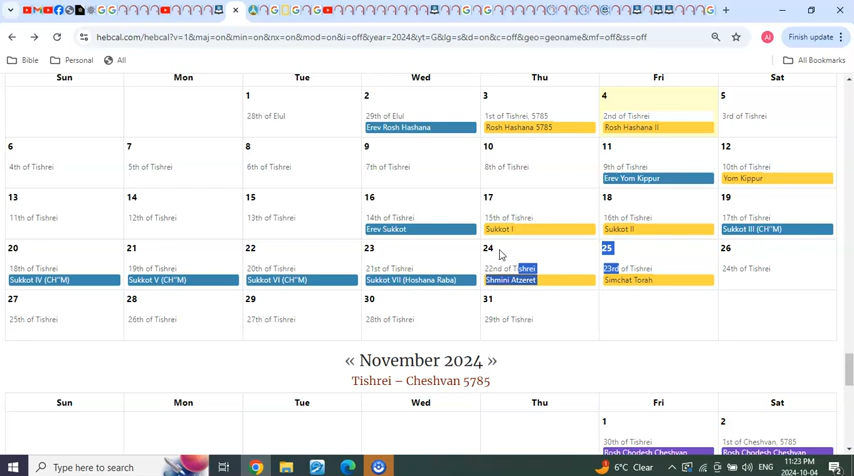 hebcal.com/hebcal?v=1&maj=on&min=on&nx=on&mod=on&i=off&year=2024&yt=G&lg=s&d=on&c=off&geo=geoname&mf=off&ss=off
AI
Finish update
Bible
Personal
All
All Bookmarks
Sun Mon Tue Wed Thu Fri Sat
1 2 3 4 5
28th of Elul 29th of Elul 1st of Tishrei, 5785 2nd of Tishrei 3rd of Tishrei
Erev Rosh Hashana Rosh Hashana 5785 Rosh Hashana II
6 7 8 9 10 11 12
4th of Tishrei 5th of Tishrei 6th of Tishrei 7th of Tishrei 8th of Tishrei 9th of Tishrei 10th of Tishrei
Erev Yom Kippur Yom Kippur
13 14 15 16 17 18 19
11th of Tishrei 12th of Tishrei 13th of Tishrei 14th of Tishrei 15th of Tishrei 16th of Tishrei 17th of Tishrei
Erev Sukkot Sukkot I Sukkot II Sukkot III (CH''M)
20 21 22 23 24 25 26
18th of Tishrei 19th of Tishrei 20th of Tishrei 21st of Tishrei 22nd of Tishrei 23rd of Tishrei 24th of Tishrei
Sukkot IV (CH''M) Sukkot V (CH''M) Sukkot VI (CH''M) Sukkot VII (Hoshana Raba) Shmini Atzeret Simchat Torah
27 28 29 30 31
25th of Tishrei 26th of Tishrei 27th of Tishrei 28th of Tishrei 29th of Tishrei
« November 2024 »
Tishrei – Cheshvan 5785
Sun Mon Tue Wed Thu Fri Sat
1 2
30th of Tishrei 1st of Cheshvan, 5785
Rosh Chodesh Cheshvan Rosh Chodesh Cheshvan
Type here to search
6°C Clear
ENG
11:23 PM
2024-10-04
2